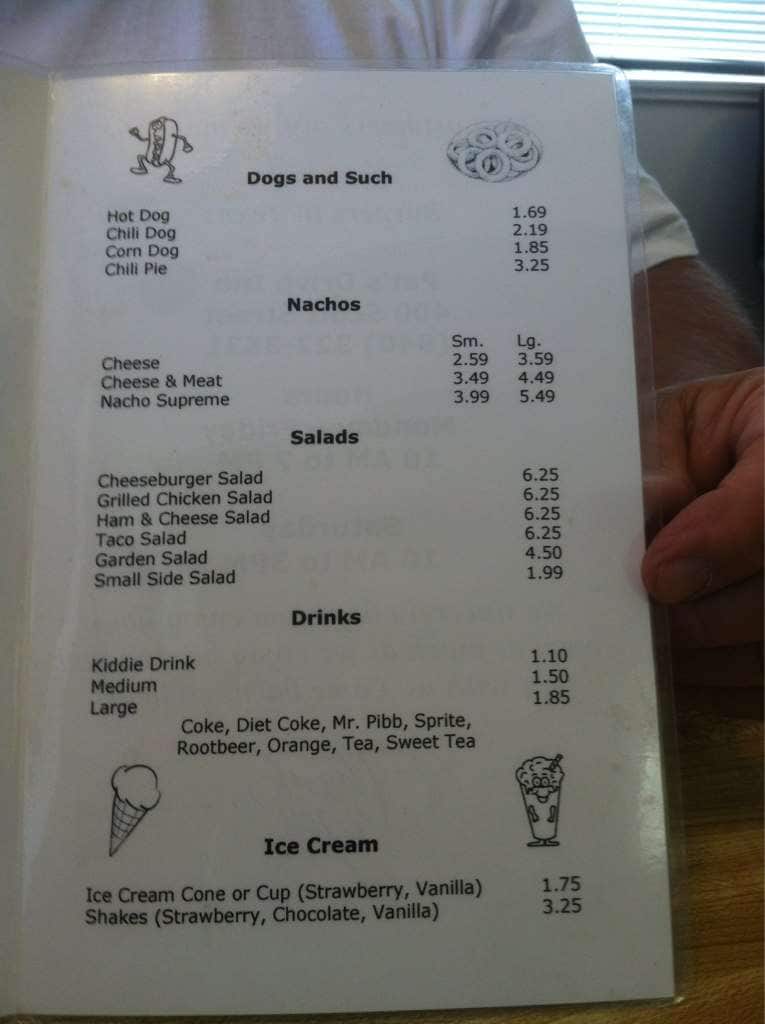 Dogs and Such
Hot Dog 1.69
Chili Dog 2.19
Corn Dog 1.85
Chili Pie 3.25
Nachos
Sm. Lg.
Cheese 2.59 3.59
Cheese & Meat 3.49 4.49
Nacho Supreme 3.99 5.49
Salads
Cheeseburger Salad 6.25
Grilled Chicken Salad 6.25
Ham & Cheese Salad 6.25
Taco Salad 6.25
Garden Salad 4.50
Small Side Salad 1.99
Drinks
Kiddie Drink 1.10
Medium 1.50
Large 1.85
Coke, Diet Coke, Mr. Pibb, Sprite,
Rootbeer, Orange, Tea, Sweet Tea
Ice Cream
Ice Cream Cone or Cup (Strawberry, Vanilla) 1.75
Shakes (Strawberry, Chocolate, Vanilla) 3.25